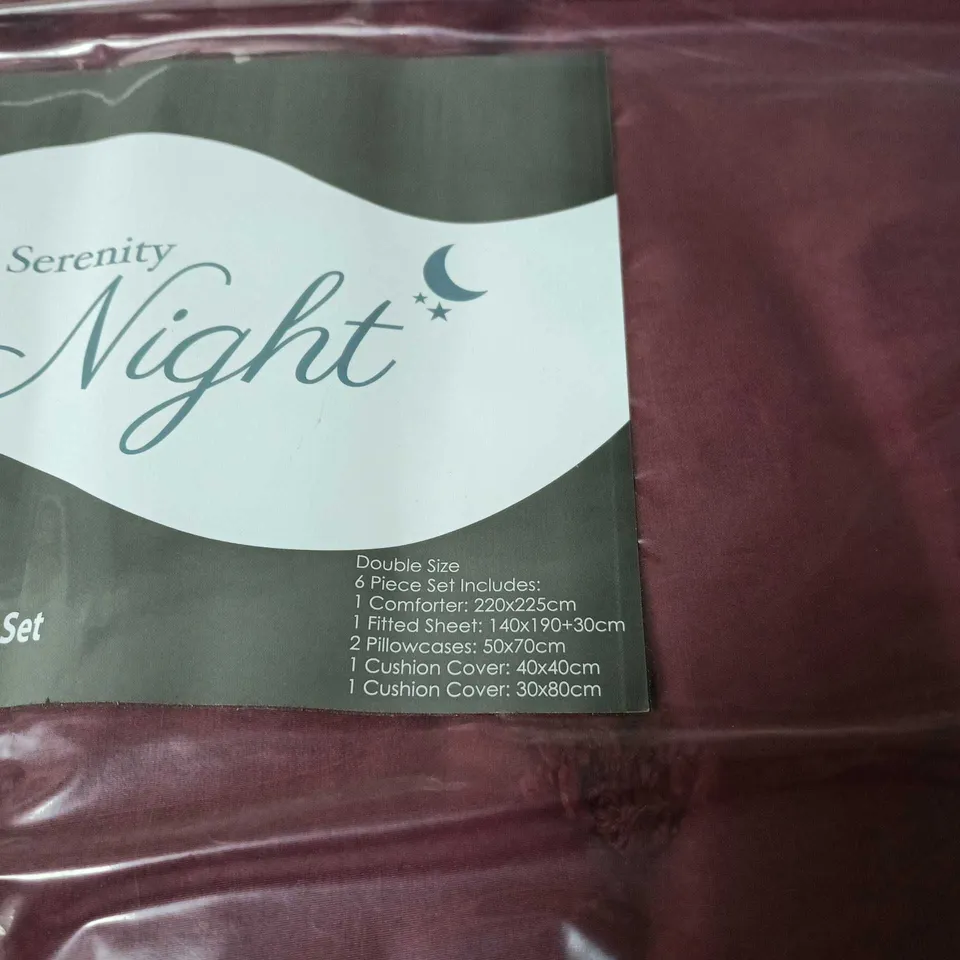 Serenity
Night
Set
Double Size
6 Piece Set Includes:
1 Comforter: 220x225cm
1 Fitted Sheet: 140x190+30cm
2 Pillowcases: 50x70cm
1 Cushion Cover: 40x40cm
1 Cushion Cover: 30x80cm